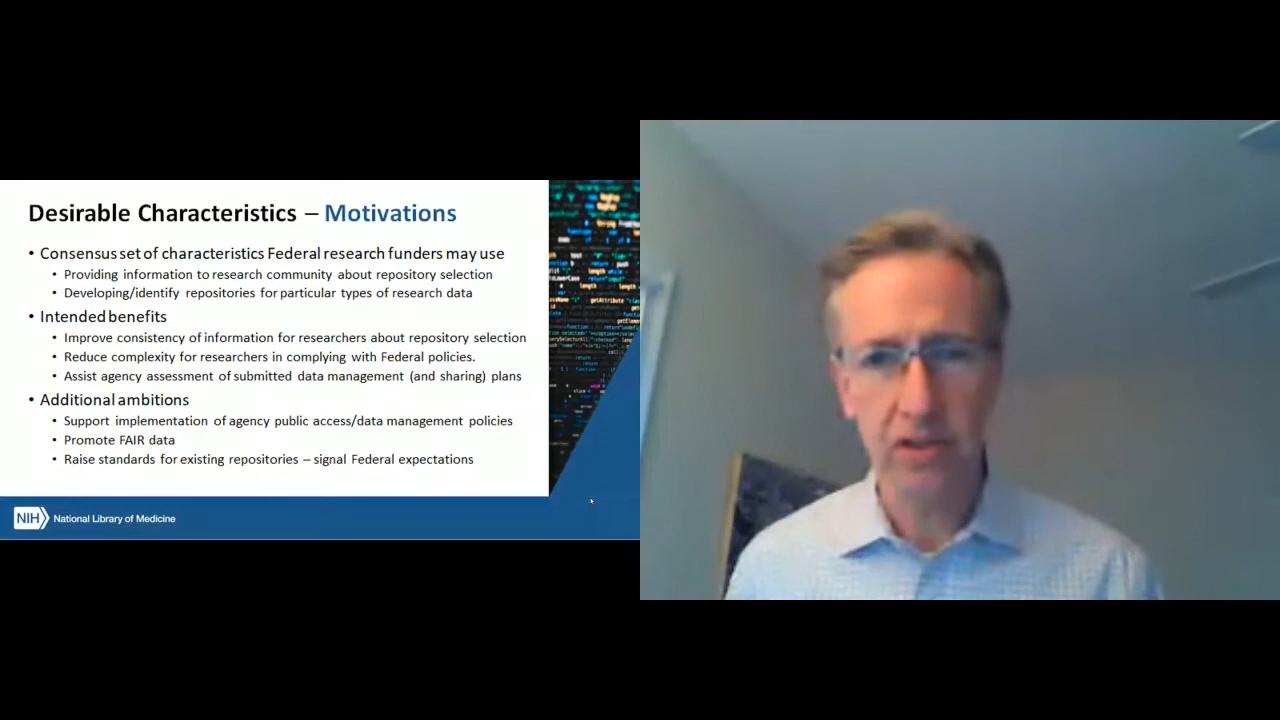 Desirable Characteristics – Motivations
• Consensus set of characteristics Federal research funders may use
• Providing information to research community about repository selection
• Developing/identify repositories for particular types of research data
• Intended benefits
• Improve consistency of information for researchers about repository selection
• Reduce complexity for researchers in complying with Federal policies.
• Assist agency assessment of submitted data management (and sharing) plans
• Additional ambitions
• Support implementation of agency public access/data management policies
• Promote FAIR data
• Raise standards for existing repositories – signal Federal expectations
NIH National Library of Medicine